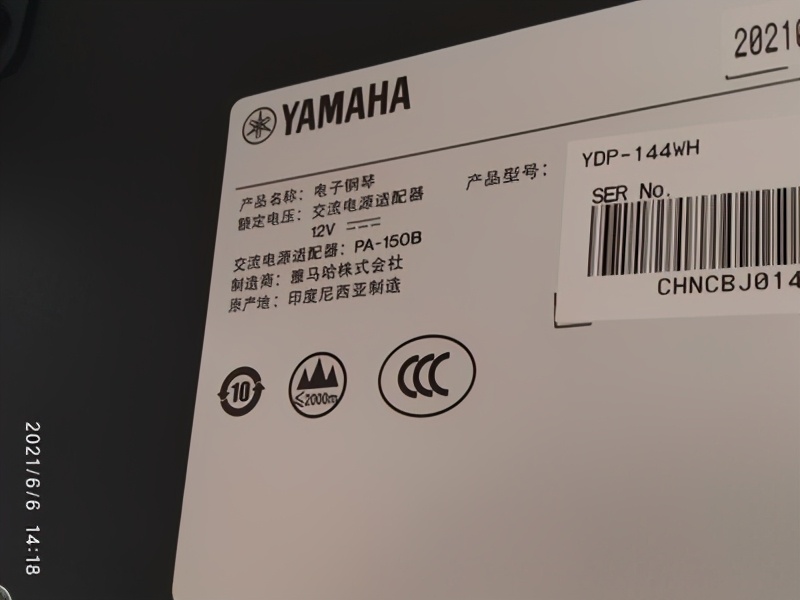 20210
YAMAHA
产品名称：电子钢琴
额定电压：交流电源适配器
12V
交流电源适配器：PA-150B
制造商：雅马哈株式会社
原产地：印度尼西亚制造
产品型号：
YDP-144WH
SER No.
CHNCBJ014
10
≤2000m
CCC
2021/6/6 14:18